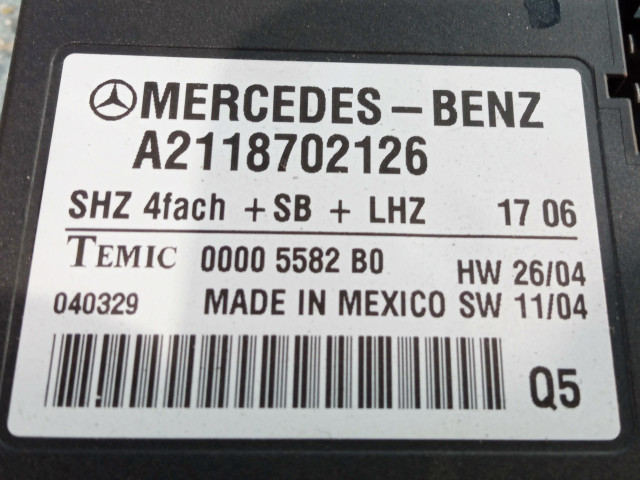 MERCEDES-BENZ
A2118702126
SHZ 4fach + SB + LHZ 17 06
TEMIC 0000 5582 B0 HW 26/04
040329 MADE IN MEXICO SW 11/04
Q5